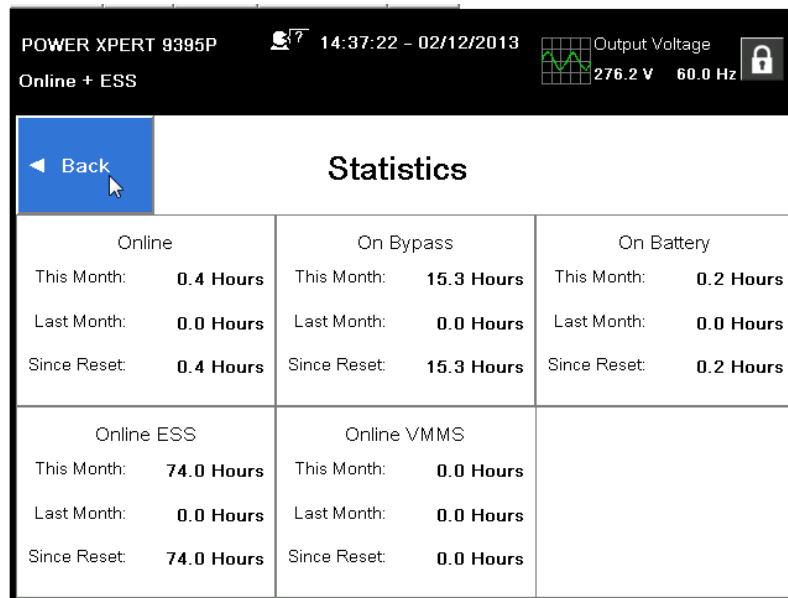 POWER XPERT 9395P
? 14:37:22 - 02/12/2013
Output Voltage
Online + ESS
276.2 V 60.0 Hz
Back
Statistics
Online
This Month: 0.4 Hours
Last Month: 0.0 Hours
Since Reset: 0.4 Hours
On Bypass
This Month: 15.3 Hours
Last Month: 0.0 Hours
Since Reset: 15.3 Hours
On Battery
This Month: 0.2 Hours
Last Month: 0.0 Hours
Since Reset: 0.2 Hours
Online ESS
This Month: 74.0 Hours
Last Month: 0.0 Hours
Since Reset: 74.0 Hours
Online VMMS
This Month: 0.0 Hours
Last Month: 0.0 Hours
Since Reset: 0.0 Hours